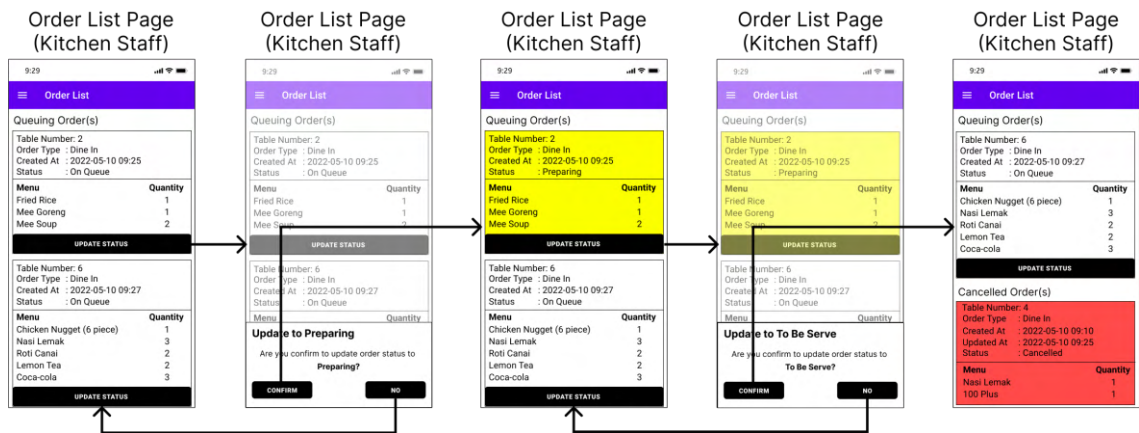 Order List Page
(Kitchen Staff)
9:29
Order List
Queuing Order(s)
Table Number: 2
Order Type : Dine In
Created At : 2022-05-10 09:25
Status : On Queue
Menu Quantity
Fried Rice 1
Mee Goreng 1
Mee Soup 2
UPDATE STATUS
Table Number: 6
Order Type : Dine In
Created At : 2022-05-10 09:27
Status : On Queue
Menu Quantity
Chicken Nugget (6 piece) 1
Nasi Lemak 3
Roti Canai 2
Lemon Tea 2
Coca-cola 3
UPDATE STATUS
Order List Page
(Kitchen Staff)
9:29
Order List
Queuing Order(s)
Table Number: 2
Order Type : Dine In
Created At : 2022-05-10 09:25
Status : On Queue
Menu Quantity
Fried Rice 1
Mee Goreng 1
Mee Soup 2
UPDATE STATUS
Table Number: 6
Order Type : Dine In
Created At : 2022-05-10 09:27
Status : On Queue
Menu Quantity
Update to Preparing
Are you confirm to update order status to
Preparing?
CONFIRM NO
Order List Page
(Kitchen Staff)
9:29
Order List
Queuing Order(s)
Table Number: 2
Order Type : Dine In
Created At : 2022-05-10 09:25
Status : Preparing
Menu Quantity
Fried Rice 1
Mee Goreng 1
Mee Soup 2
UPDATE STATUS
Table Number: 6
Order Type : Dine In
Created At : 2022-05-10 09:27
Status : On Queue
Menu Quantity
Chicken Nugget (6 piece) 1
Nasi Lemak 3
Roti Canai 2
Lemon Tea 2
Coca-cola 3
UPDATE STATUS
Order List Page
(Kitchen Staff)
9:29
Order List
Queuing Order(s)
Table Number: 2
Order Type : Dine In
Created At : 2022-05-10 09:25
Status : Preparing
Menu Quantity
Fried Rice 1
Mee Goreng 1
Mee Soup 2
UPDATE STATUS
Table Number: 6
Order Type : Dine In
Created At : 2022-05-10 09:27
Status : On Queue
Menu Quantity
Update to To Be Serve
Are you confirm to update order status to
To Be Serve?
CONFIRM NO
Order List Page
(Kitchen Staff)
9:29
Order List
Queuing Order(s)
Table Number: 6
Order Type : Dine In
Created At : 2022-05-10 09:27
Status : On Queue
Menu Quantity
Chicken Nugget (6 piece) 1
Nasi Lemak 3
Roti Canai 2
Lemon Tea 2
Coca-cola 3
UPDATE STATUS
Cancelled Order(s)
Table Number: 4
Order Type : Dine In
Created At : 2022-05-10 09:10
Updated At : 2022-05-10 09:25
Status : Cancelled
Menu Quantity
Nasi Lemak 1
100 Plus 1